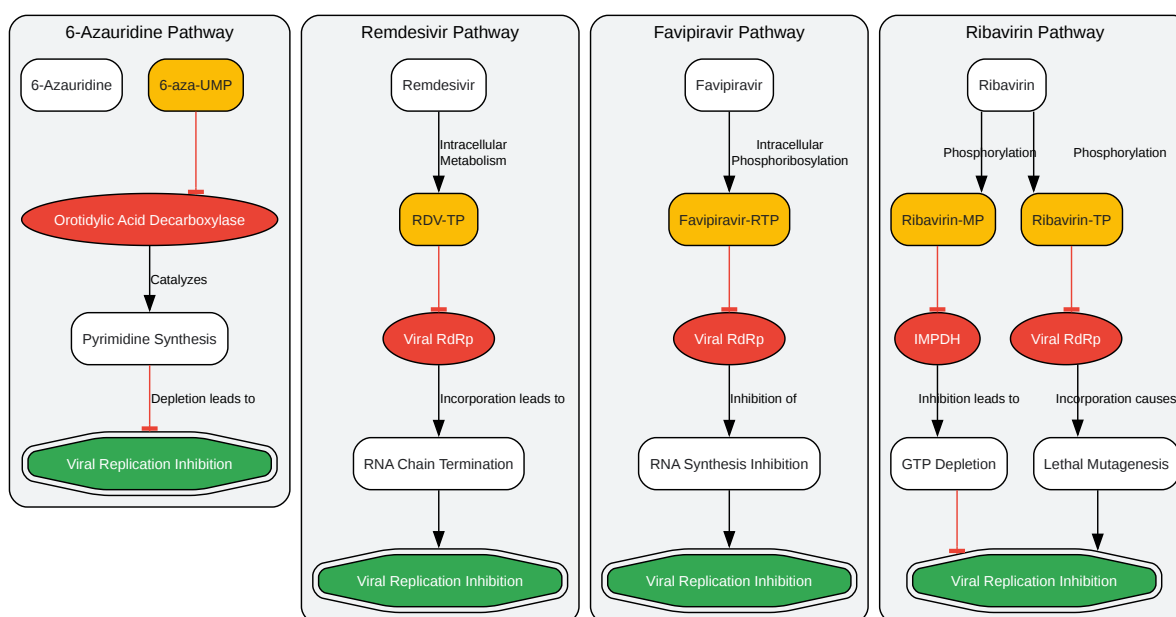 6-Azauridine Pathway
6-Azauridine
6-aza-UMP
Orotidylic Acid Decarboxylase
Catalyzes
Pyrimidine Synthesis
Depletion leads to
Viral Replication Inhibition
Remdesivir Pathway
Remdesivir
Intracellular
Metabolism
RDV-TP
Viral RdRp
Incorporation leads to
RNA Chain Termination
Viral Replication Inhibition
Favipiravir Pathway
Favipiravir
Intracellular
Phosphoribosylation
Favipiravir-RTP
Viral RdRp
Inhibition of
RNA Synthesis Inhibition
Viral Replication Inhibition
Ribavirin Pathway
Ribavirin
Phosphorylation
Phosphorylation
Ribavirin-MP
Ribavirin-TP
IMPDH
Viral RdRp
Inhibition leads to
Incorporation causes
GTP Depletion
Lethal Mutagenesis
Viral Replication Inhibition